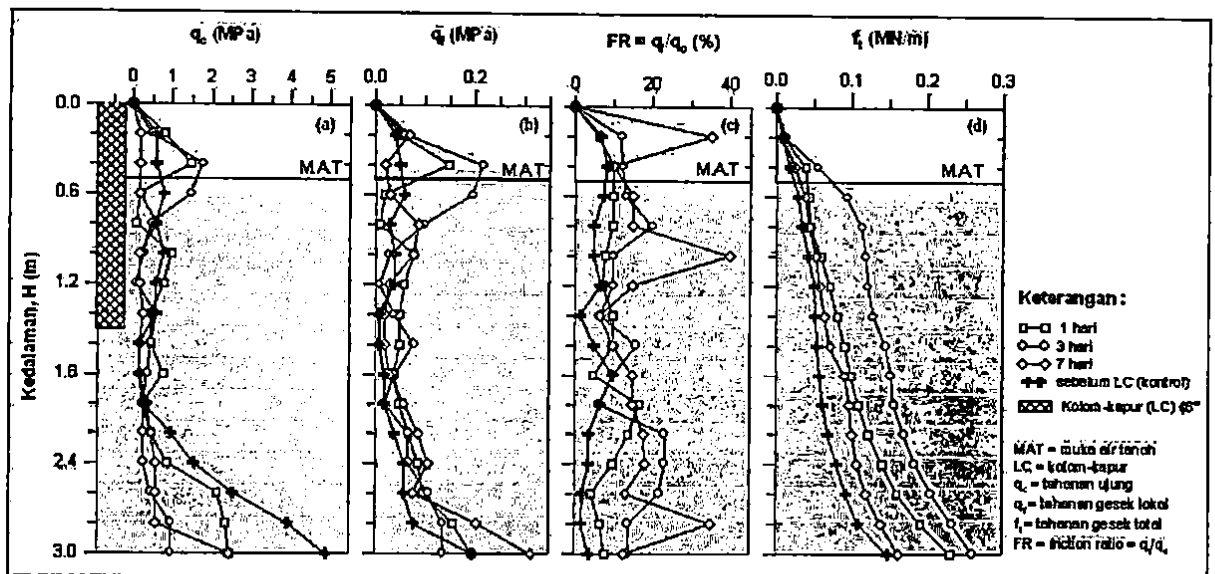 q_c (MPa)
q_f (MPa)
FR = q_f/q_c (%)
f_t (MN/m)
0 1 2 3 4 5
0.0 0.2
0 20 40
0.0 0.1 0.2 0.3
(a)
(b)
(c)
(d)
MAT
MAT
MAT
MAT
Kedalaman, H (m)
0.0
0.6
1.2
1.8
2.4
3.0
Keterangan :
1 hari
3 hari
7 hari
sebelum LC (kontrol)
Kolom-kapur (LC)
MAT = muka air tanah
LC = kolom-kapur
q_c = tahanan ujung
q_f = tahanan gesek lokal
f_t = tahanan gesek total
FR = friction ratio = q_f/q_c